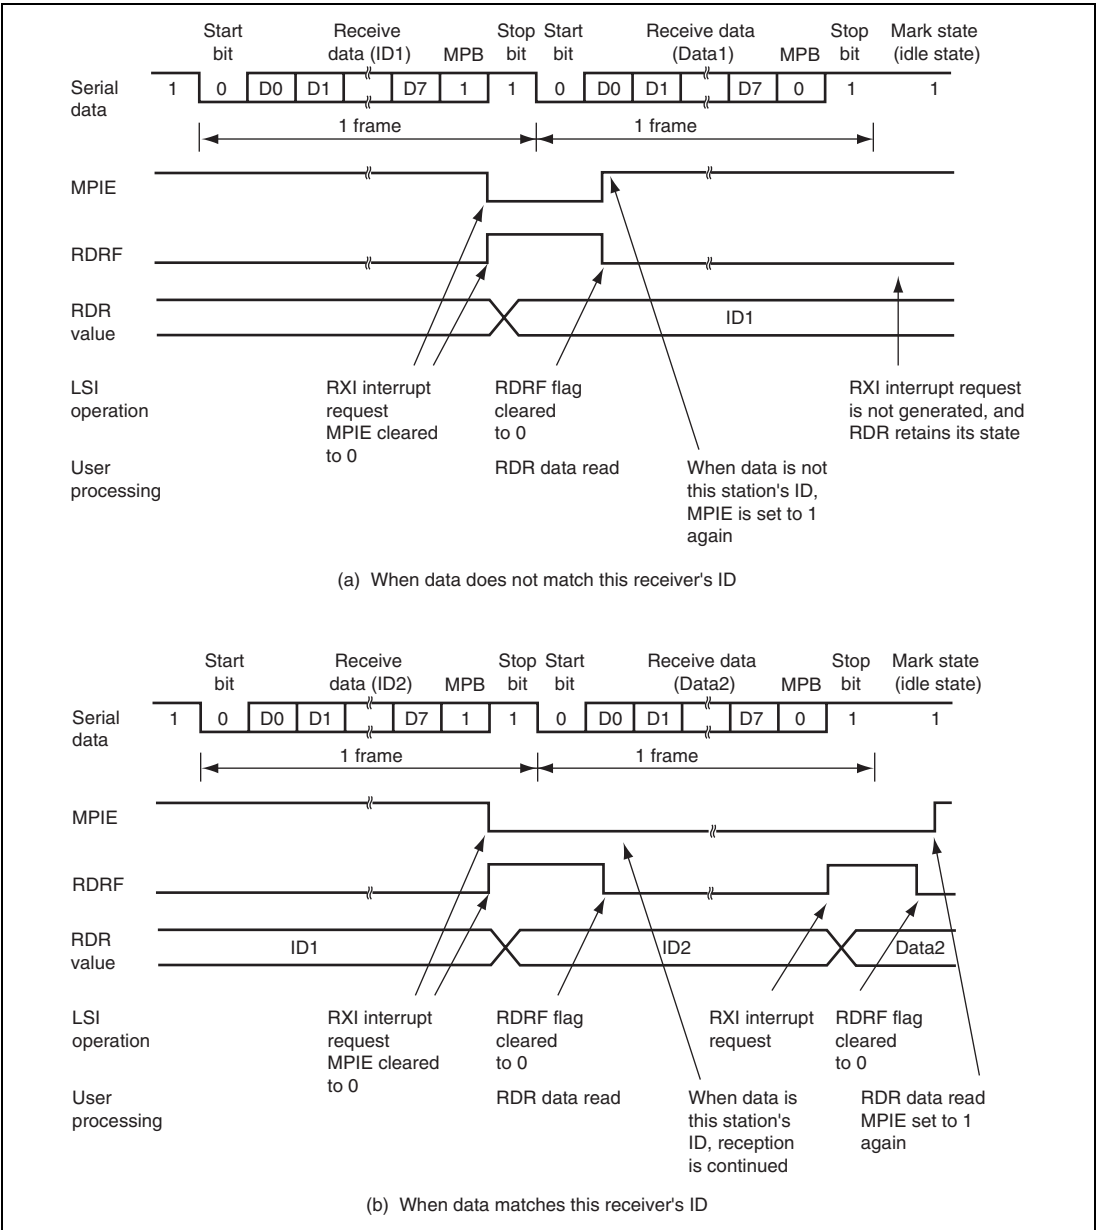 Start bit Receive data (ID1) MPB Stop bit Start bit Receive data (Data1) MPB Stop bit Mark state (idle state)
Serial data 1 0 D0 D1 D7 1 1 0 D0 D1 D7 0 1 1
1 frame 1 frame
MPIE
RDRF
RDR value ID1
LSI operation
RXI interrupt request MPIE cleared to 0
RDRF flag cleared to 0
RXI interrupt request is not generated, and RDR retains its state
User processing
RDR data read
When data is not this station's ID, MPIE is set to 1 again
(a) When data does not match this receiver's ID
Start bit Receive data (ID2) MPB Stop bit Start bit Receive data (Data2) MPB Stop bit Mark state (idle state)
Serial data 1 0 D0 D1 D7 1 1 0 D0 D1 D7 0 1 1
1 frame 1 frame
MPIE
RDRF
RDR value ID1 ID2 Data2
LSI operation
RXI interrupt request MPIE cleared to 0
RDRF flag cleared to 0
RXI interrupt request
RDRF flag cleared to 0
User processing
RDR data read
When data is this station's ID, reception is continued
RDR data read MPIE set to 1 again
(b) When data matches this receiver's ID